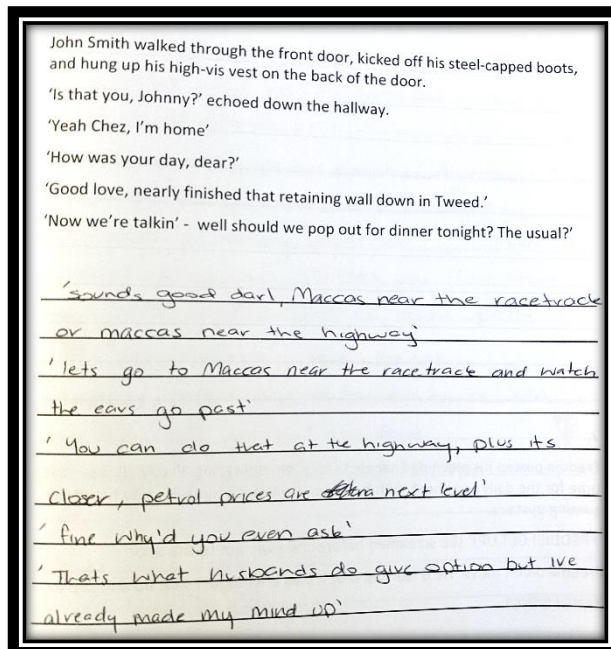 John Smith walked through the front door, kicked off his steel-capped boots,
and hung up his high-vis vest on the back of the door.
'Is that you, Johnny?' echoed down the hallway.
'Yeah Chez, I'm home'
'How was your day, dear?'
'Good love, nearly finished that retaining wall down in Tweed.'
'Now we're talkin' - well should we pop out for dinner tonight? The usual?'
'sounds good darl, Maccas near the racetrack
or maccas near the highway'
'lets go to Maccas near the racetrack and watch
the cars go past'
'You can do that at the highway, plus its
closer, petrol prices are next level'
'fine why'd you even ask'
'Thats what husbands do give option but ive
already made my mind up'